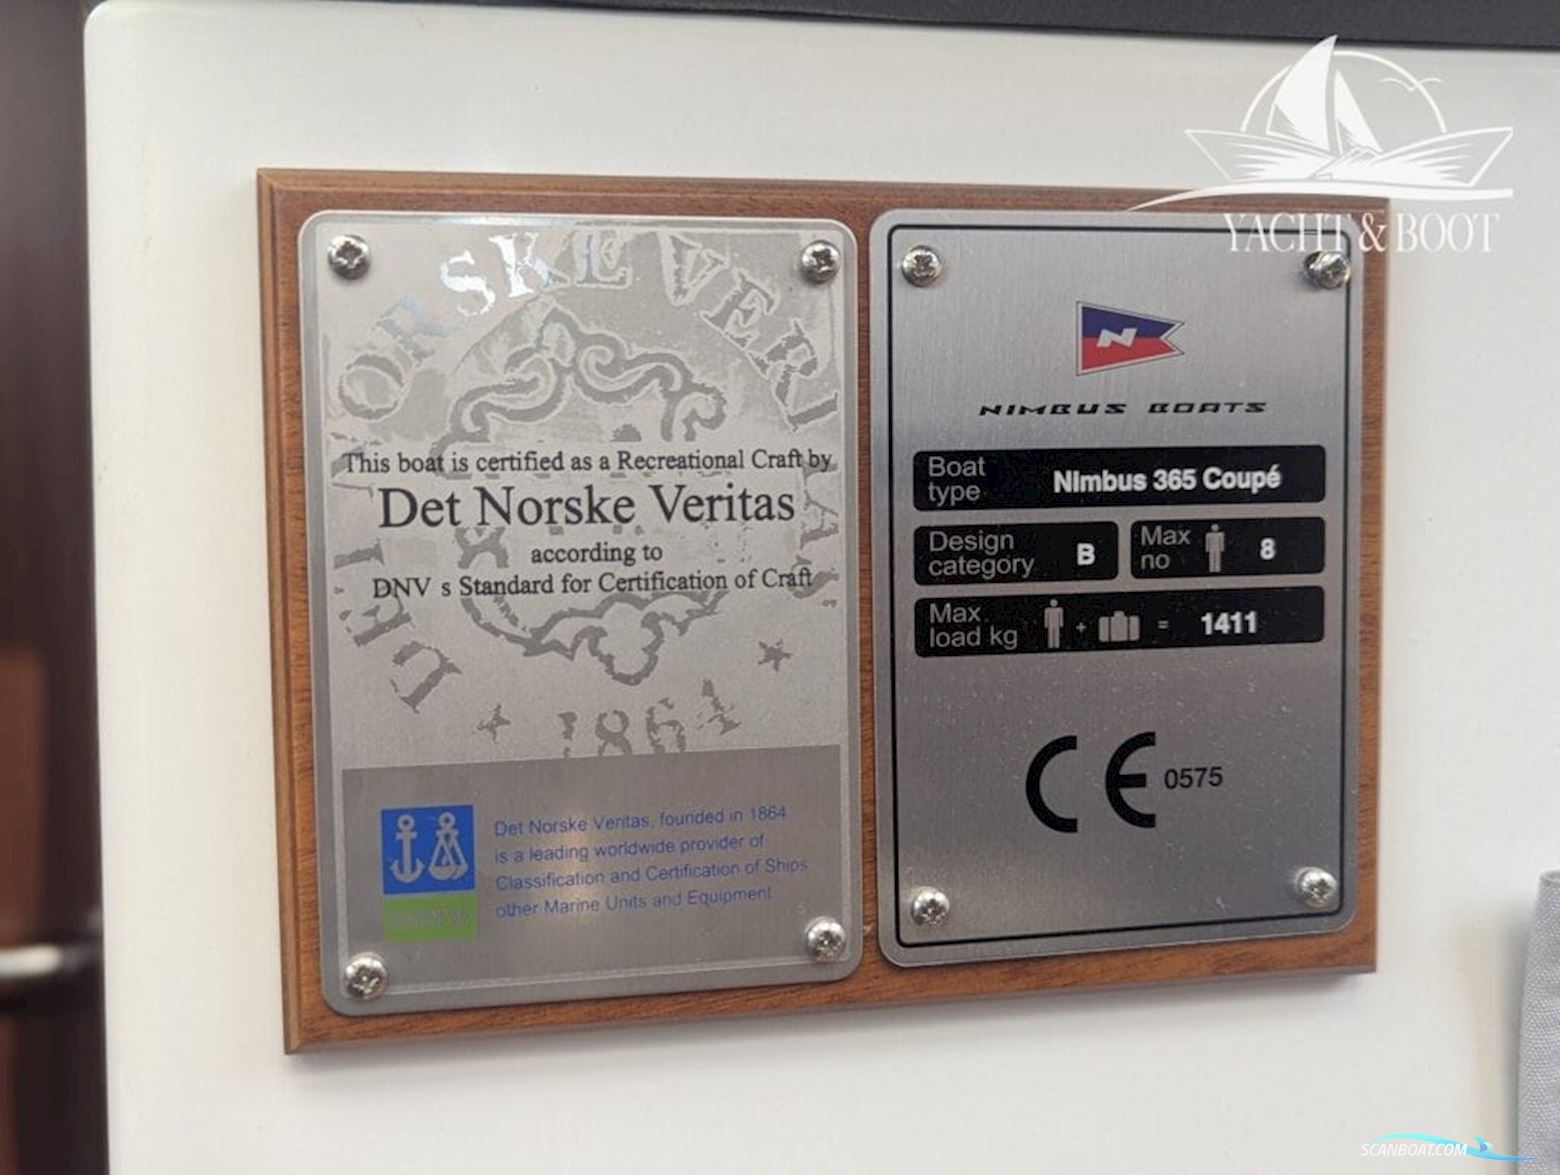 YACHT & BOOT
ORSKE VERI
This boat is certified as a Recreational Craft by
Det Norske Veritas
according to
DNV s Standard for Certification of Craft
DET
1864
Det Norske Veritas, founded in 1864
is a leading worldwide provider of
Classification and Certification of Ships
other Marine Units and Equipment
N
NIMBUS BOATS
Boat type Nimbus 365 Coupé
Design category B
Max no 8
Max load kg + = 1411
CE 0575
SCANBOAT.COM